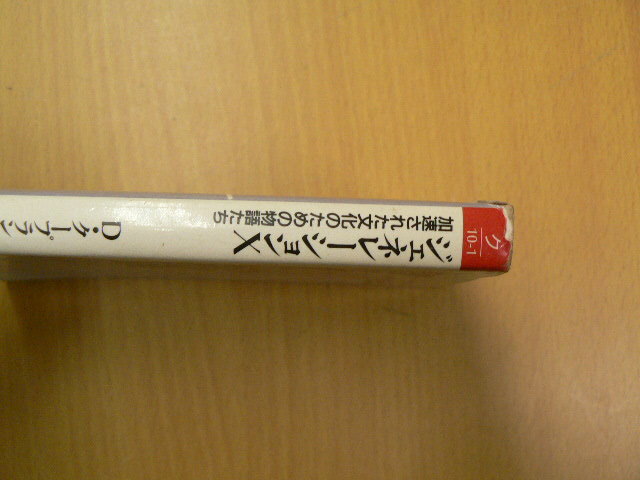 ク
10-1
ジェネレーションX
加速された文化のための物語たち
D・クープラン